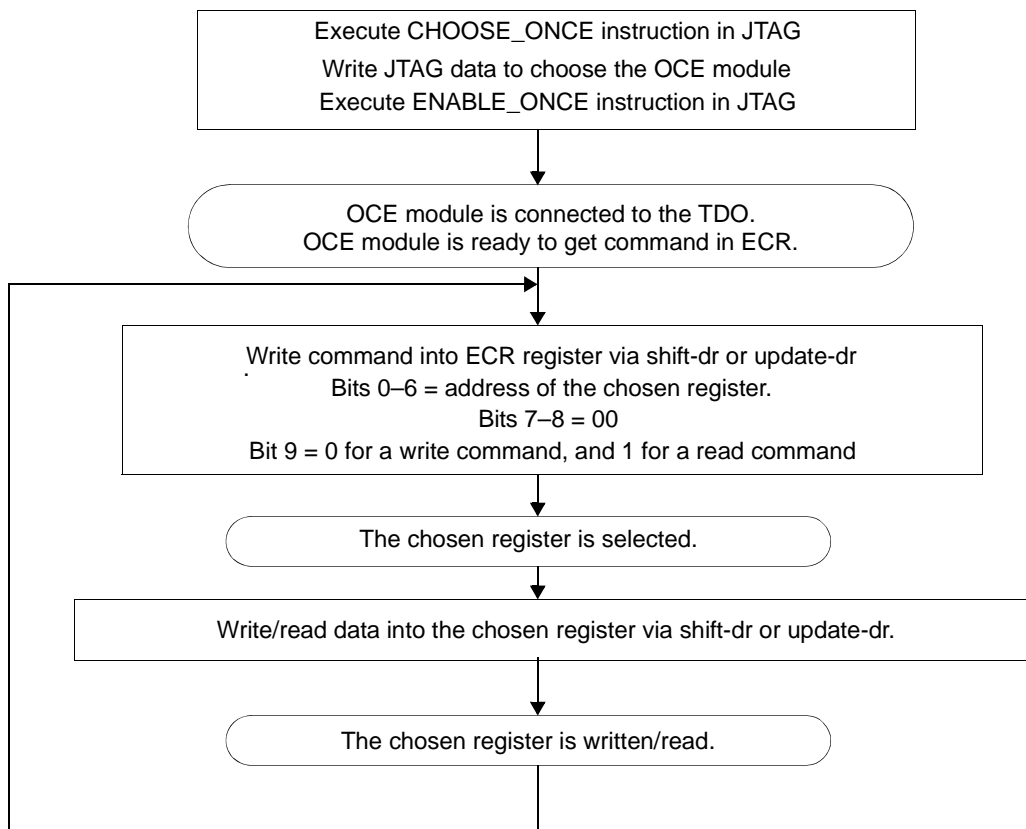 Execute CHOOSE_ONCE instruction in JTAG
Write JTAG data to choose the OCE module
Execute ENABLE_ONCE instruction in JTAG
OCE module is connected to the TDO.
OCE module is ready to get command in ECR.
Write command into ECR register via shift-dr or update-dr
Bits 0–6 = address of the chosen register.
Bits 7–8 = 00
Bit 9 = 0 for a write command, and 1 for a read command
The chosen register is selected.
Write/read data into the chosen register via shift-dr or update-dr.
The chosen register is written/read.